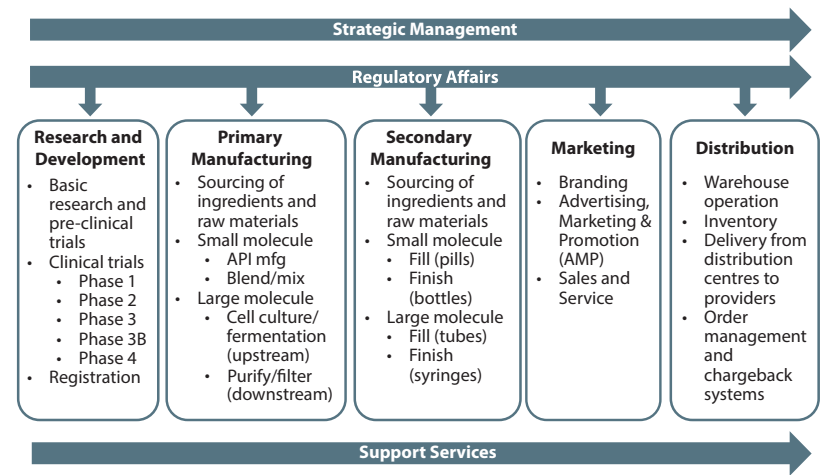 Strategic Management
Regulatory Affairs
Research and
Development
• Basic
research and
pre-clinical
trials
• Clinical trials
• Phase 1
• Phase 2
• Phase 3
• Phase 3B
• Phase 4
• Registration
Primary
Manufacturing
• Sourcing of
ingredients and
raw materials
• Small molecule
• API mfg
• Blend/mix
• Large molecule
• Cell culture/
fermentation
(upstream)
• Purify/filter
(downstream)
Secondary
Manufacturing
• Sourcing of
ingredients and
raw materials
• Small molecule
• Fill (pills)
• Finish
(bottles)
• Large molecule
• Fill (tubes)
• Finish
(syringes)
Marketing
• Branding
• Advertising,
Marketing &
Promotion
(AMP)
• Sales and
Service
Distribution
• Warehouse
operation
• Inventory
• Delivery from
distribution
centres to
providers
• Order
management
and
chargeback
systems
Support Services